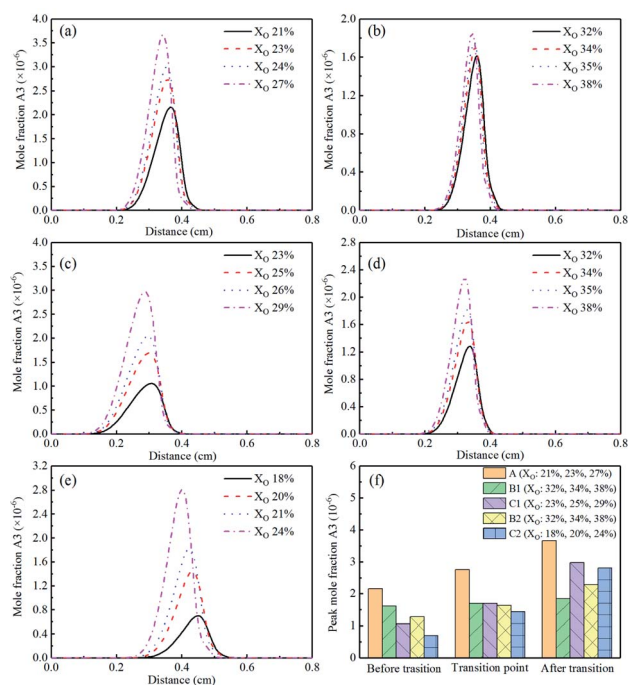 (a)
X_O 21%
X_O 23%
X_O 24%
X_O 27%
4.0
3.5
3.0
2.5
2.0
1.5
1.0
0.5
0.0
Mole fraction A3 (×10⁻⁶)
0.0 0.2 0.4 0.6 0.8
Distance (cm)
(b)
X_O 32%
X_O 34%
X_O 35%
X_O 38%
2.0
1.6
1.2
0.8
0.4
0.0
Mole fraction A3 (×10⁻⁶)
0.0 0.2 0.4 0.6 0.8
Distance (cm)
(c)
X_O 23%
X_O 25%
X_O 26%
X_O 29%
4.0
3.5
3.0
2.5
2.0
1.5
1.0
0.5
0.0
Mole fraction A3 (×10⁻⁶)
0.0 0.2 0.4 0.6 0.8
Distance (cm)
(d)
X_O 32%
X_O 34%
X_O 35%
X_O 38%
2.8
2.4
2.0
1.6
1.2
0.8
0.4
0.0
Mole fraction A3 (×10⁻⁶)
0.0 0.2 0.4 0.6 0.8
Distance (cm)
(e)
X_O 18%
X_O 20%
X_O 21%
X_O 24%
3.2
2.8
2.4
2.0
1.6
1.2
0.8
0.4
0.0
Mole fraction A3 (×10⁻⁶)
0.0 0.2 0.4 0.6 0.8
Distance (cm)
(f)
A (X_O: 21%, 23%, 27%)
B1 (X_O: 32%, 34%, 38%)
C1 (X_O: 23%, 25%, 29%)
B2 (X_O: 32%, 34%, 38%)
C2 (X_O: 18%, 20%, 24%)
6
5
4
3
2
1
0
Peak mole fraction A3 (×10⁻⁶)
Before trasition Transition point After transition